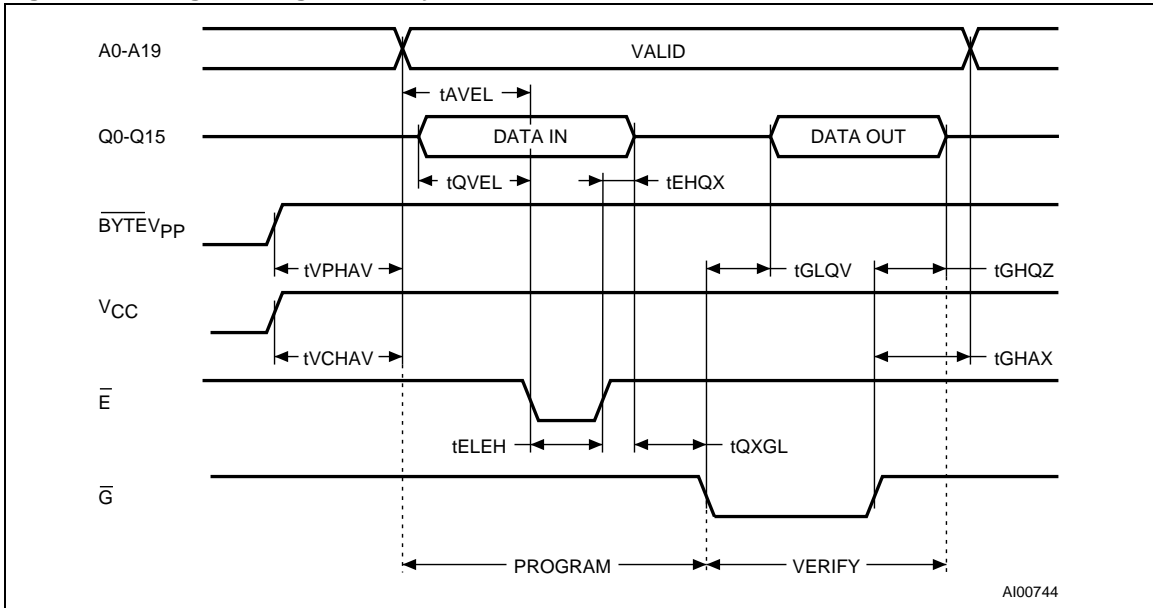 A0-A19
VALID
tAVEL
Q0-Q15
DATA IN
DATA OUT
tQVEL
tEHQX
BYTEVPP
tVPHAV
tGLQV
tGHQZ
VCC
tVCHAV
tGHAX
E
tELEH
tQXGL
G
PROGRAM
VERIFY
AI00744